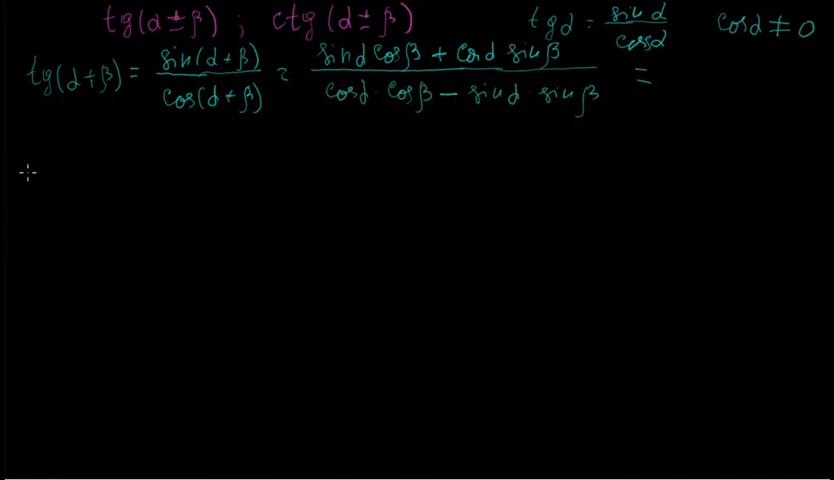 tg(α ± β) ; ctg(α ± β) tgα = sinα/cosα cosα ≠ 0
tg(α+β) = sin(α+β)/cos(α+β) = (sinα cosβ + cosα sinβ)/(cosα · cosβ − sinα sinβ) =